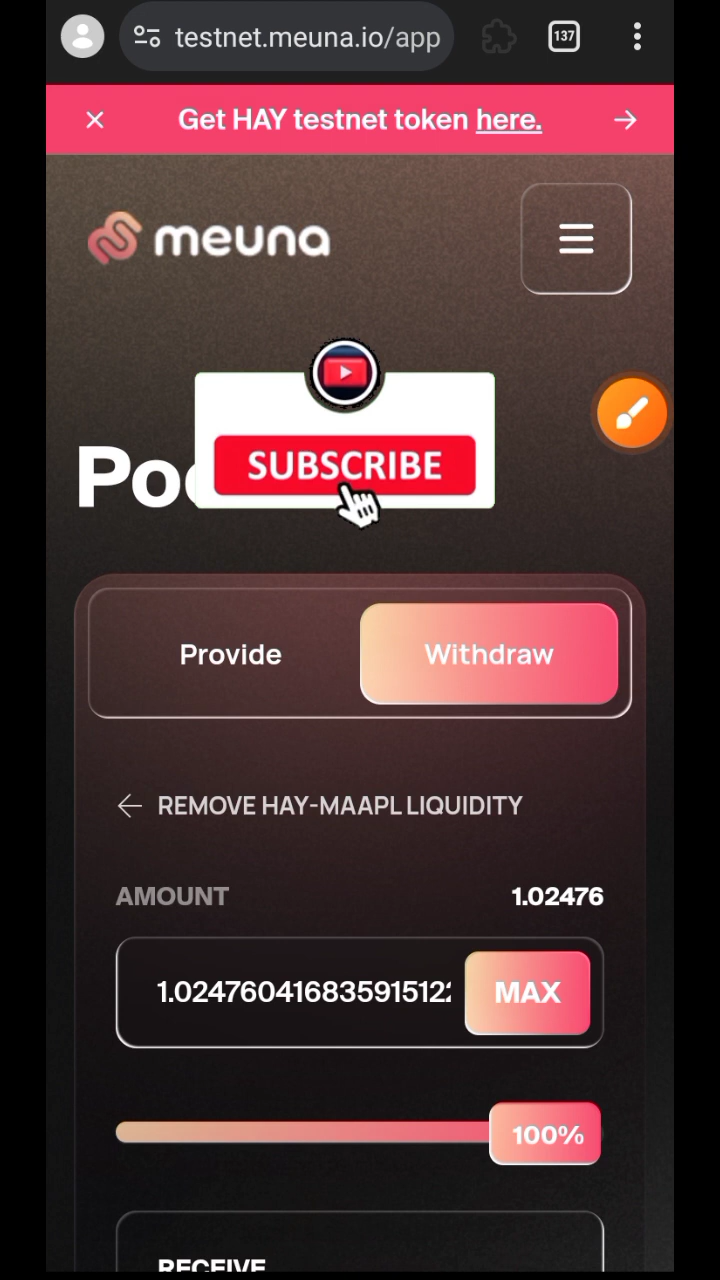 testnet.meuna.io/app
137
Get HAY testnet token here.
meuna
SUBSCRIBE
Provide
Withdraw
REMOVE HAY-MAAPL LIQUIDITY
AMOUNT
1.02476
1.024760416835915122
MAX
100%
RECEIVE